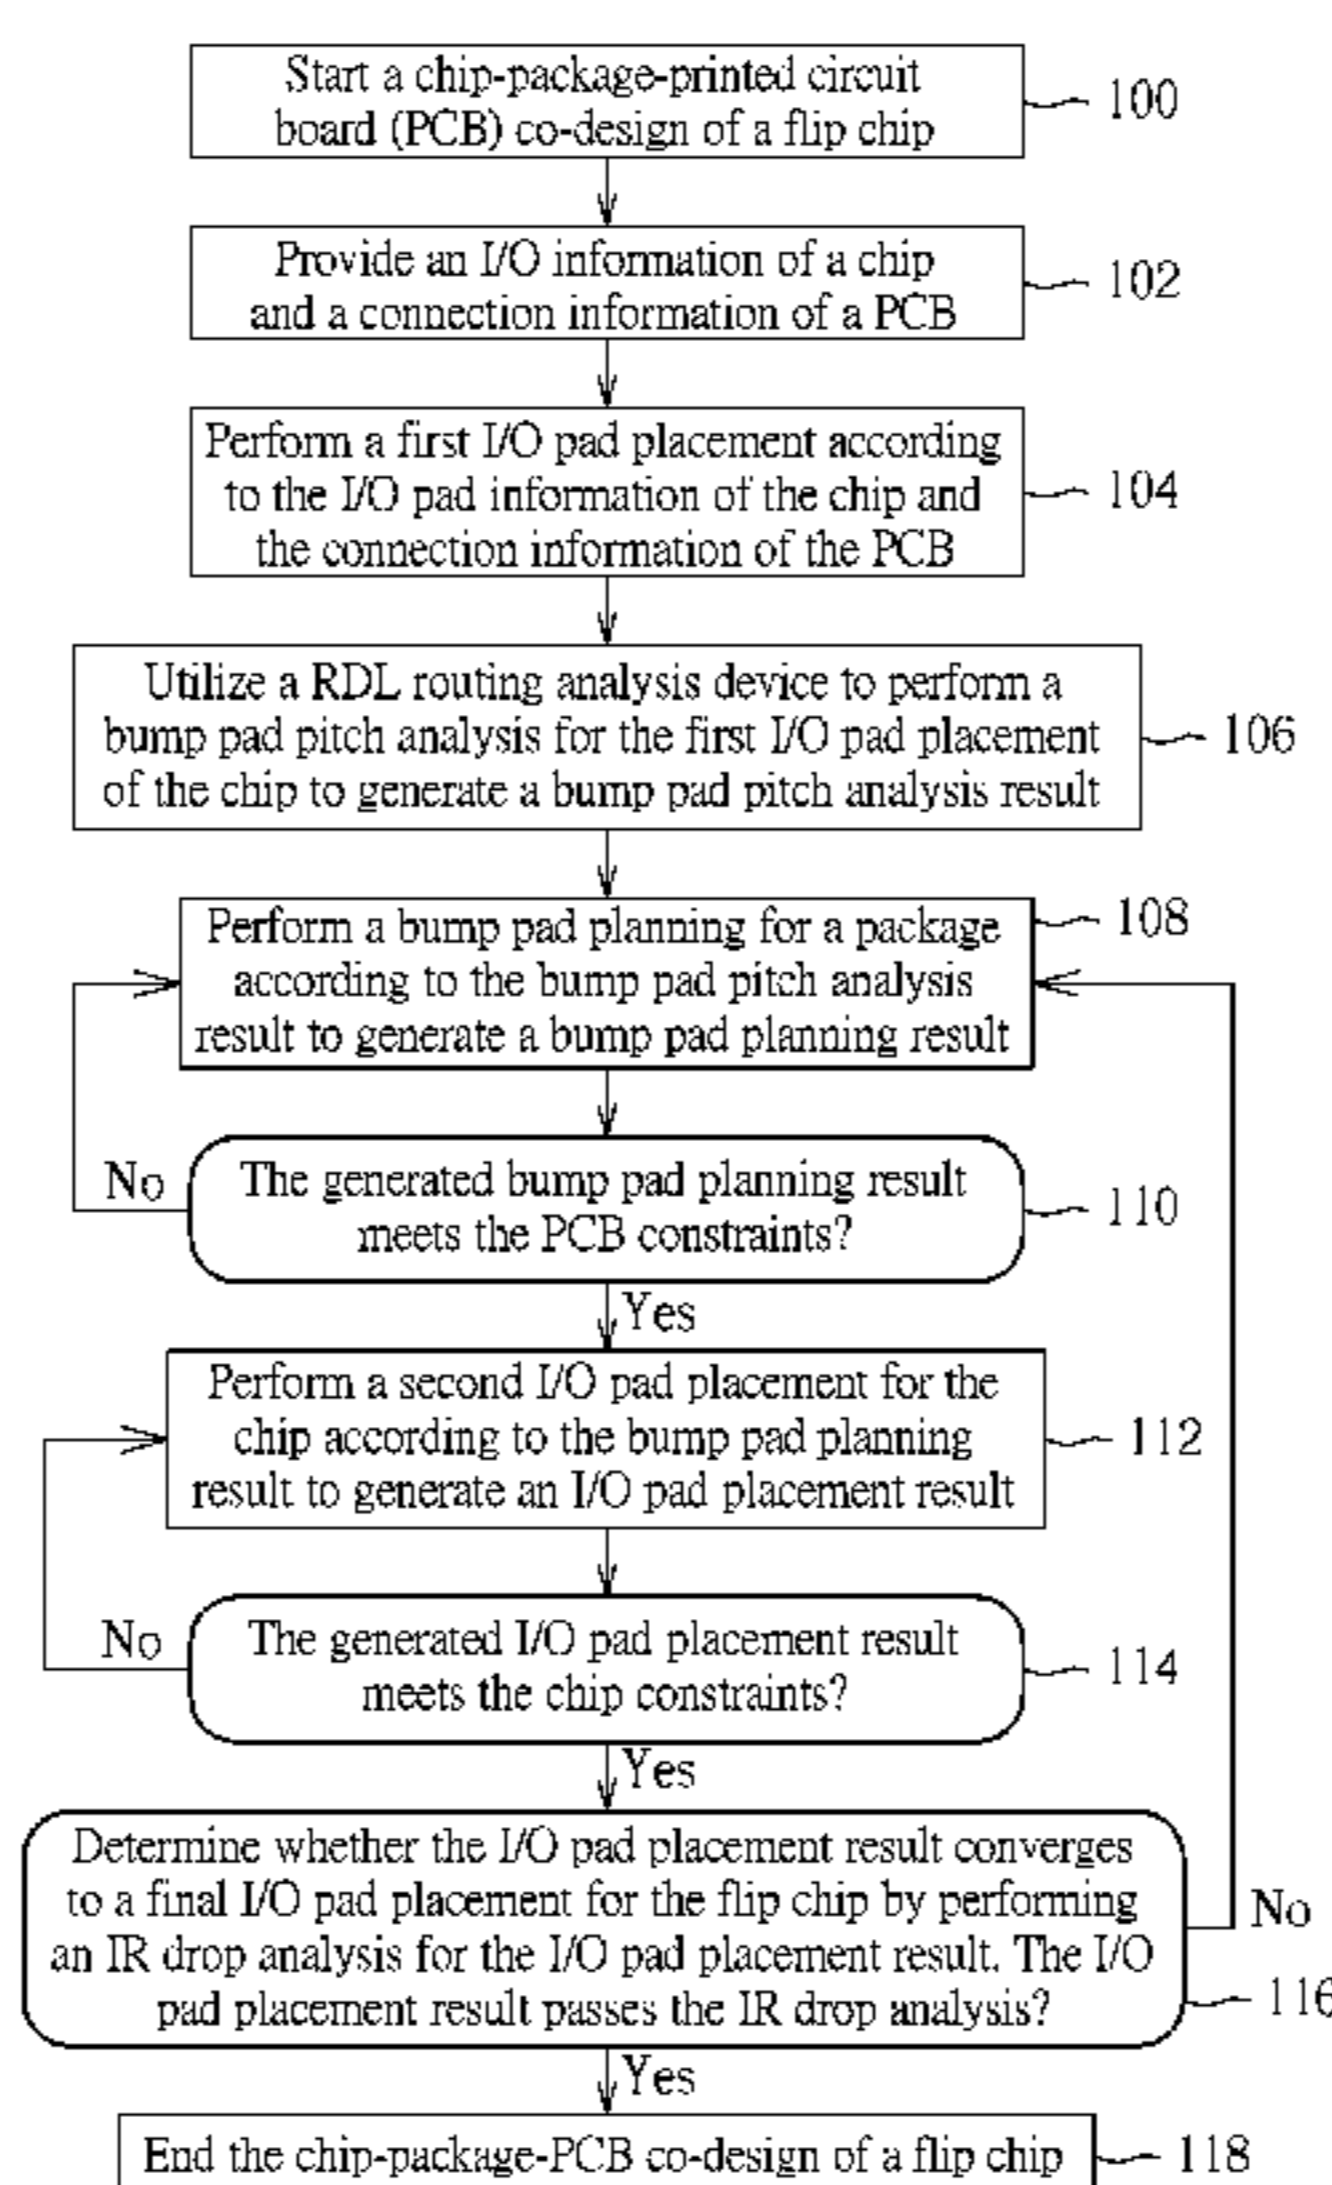 Start a chip-package-printed circuit
board (PCB) co-design of a flip chip
100
Provide an I/O information of a chip
and a connection information of a PCB
102
Perform a first I/O pad placement according
to the I/O pad information of the chip and
the connection information of the PCB
104
Utilize a RDL routing analysis device to perform a
bump pad pitch analysis for the first I/O pad placement
of the chip to generate a bump pad pitch analysis result
106
Perform a bump pad planning for a package
according to the bump pad pitch analysis
result to generate a bump pad planning result
108
No
The generated bump pad planning result
meets the PCB constraints?
110
Yes
Perform a second I/O pad placement for the
chip according to the bump pad planning
result to generate an I/O pad placement result
112
No
The generated I/O pad placement result
meets the chip constraints?
114
Yes
Determine whether the I/O pad placement result converges
to a final I/O pad placement for the flip chip by performing
an IR drop analysis for the I/O pad placement result. The I/O
pad placement result passes the IR drop analysis?
No
116
Yes
End the chip-package-PCB co-design of a flip chip
118